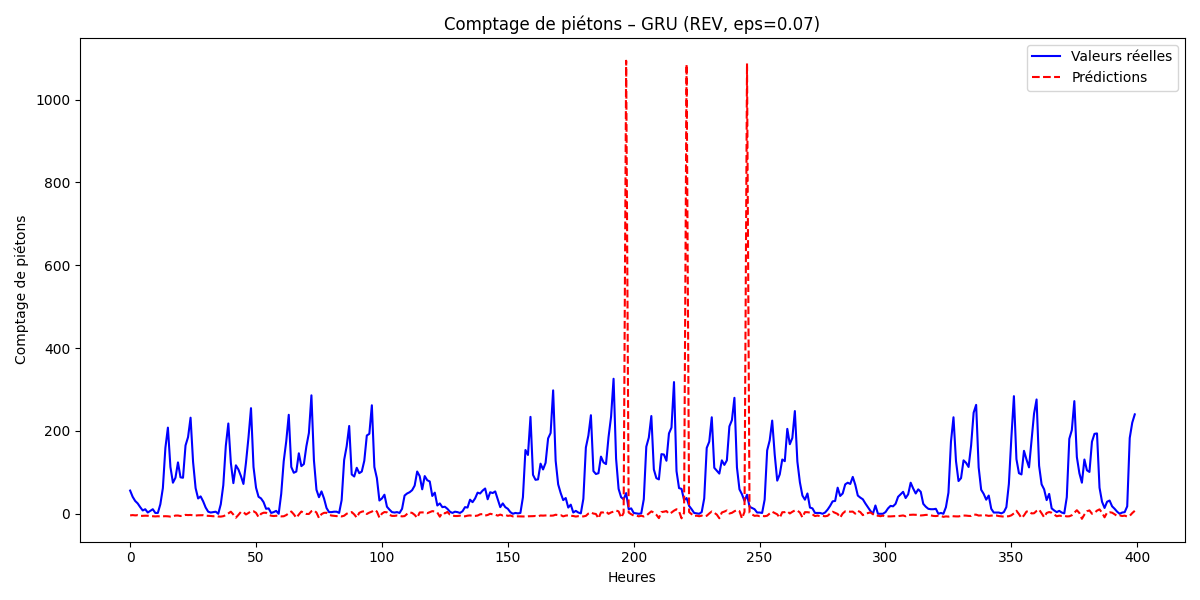 Comptage de piétons – GRU (REV, eps=0.07)
Valeurs réelles
Prédictions
Comptage de piétons
1000
800
600
400
200
0
0 50 100 150 200 250 300 350 400
Heures